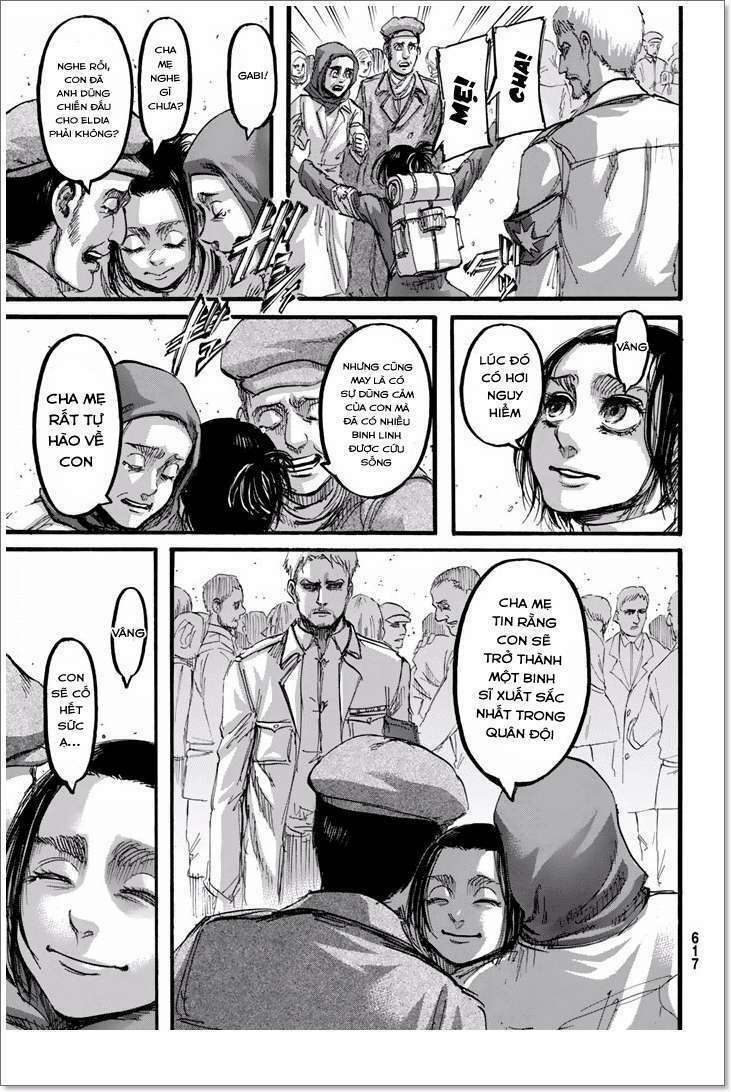 CHA!
MẸ!
GABI!
CHA
MẸ
NGHE
GÌ
CHƯA?
NGHE RỒI,
CON ĐÃ
ANH DŨNG
CHIẾN ĐẤU
CHO ELDIA
PHẢI KHÔNG?
VÂNG
LÚC ĐÓ
CÓ HƠI
NGUY
HIỂM
NHƯNG CŨNG
MAY LÀ CÓ
SỰ DŨNG CẢM
CỦA CON MÀ
ĐÃ CÓ NHIỀU
BINH LINH
ĐƯỢC CỨU
SỐNG
CHA MẸ
RẤT TỰ
HÀO VỀ
CON
CHA MẸ
TIN RẰNG
CON SẼ
TRỞ THÀNH
MỘT BINH
SĨ XUẤT SẮC
NHẤT TRONG
QUÂN ĐỘI
VÂNG
CON
SẼ CỐ
HẾT
SỨC
Ạ...
617